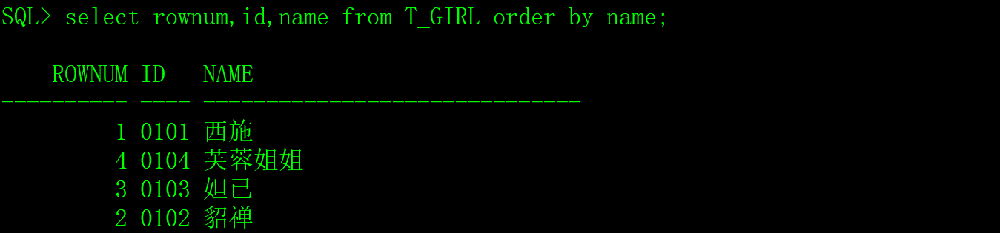 SQL> select rownum,id,name from T_GIRL order by name;
ROWNUM ID NAME
---------- ---- ------------------------------
1 0101 西施
4 0104 芙蓉姐姐
3 0103 妲已
2 0102 貂禅